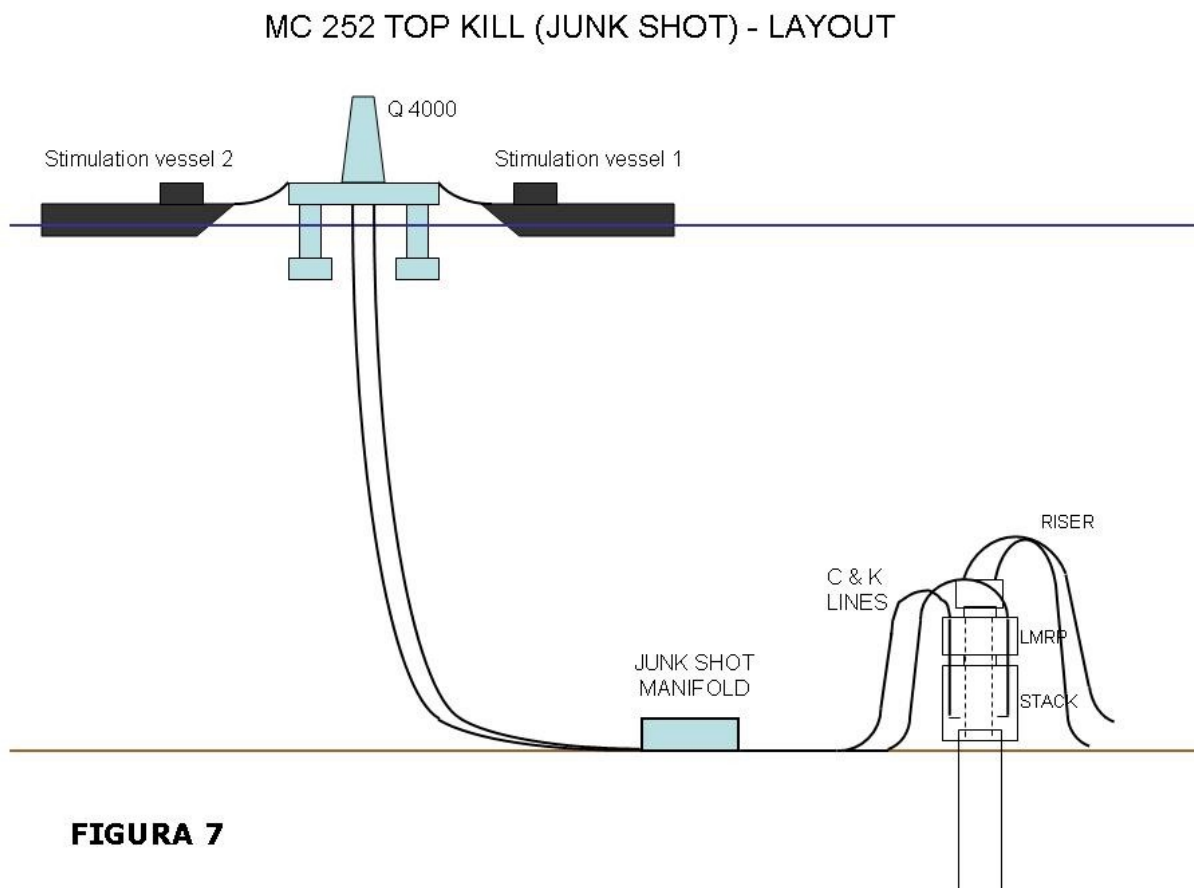 MC 252 TOP KILL (JUNK SHOT) - LAYOUT
Q 4000
Stimulation vessel 2
Stimulation vessel 1
RISER
C & K
LINES
LMRP
JUNK SHOT
MANIFOLD
STACK
FIGURA 7